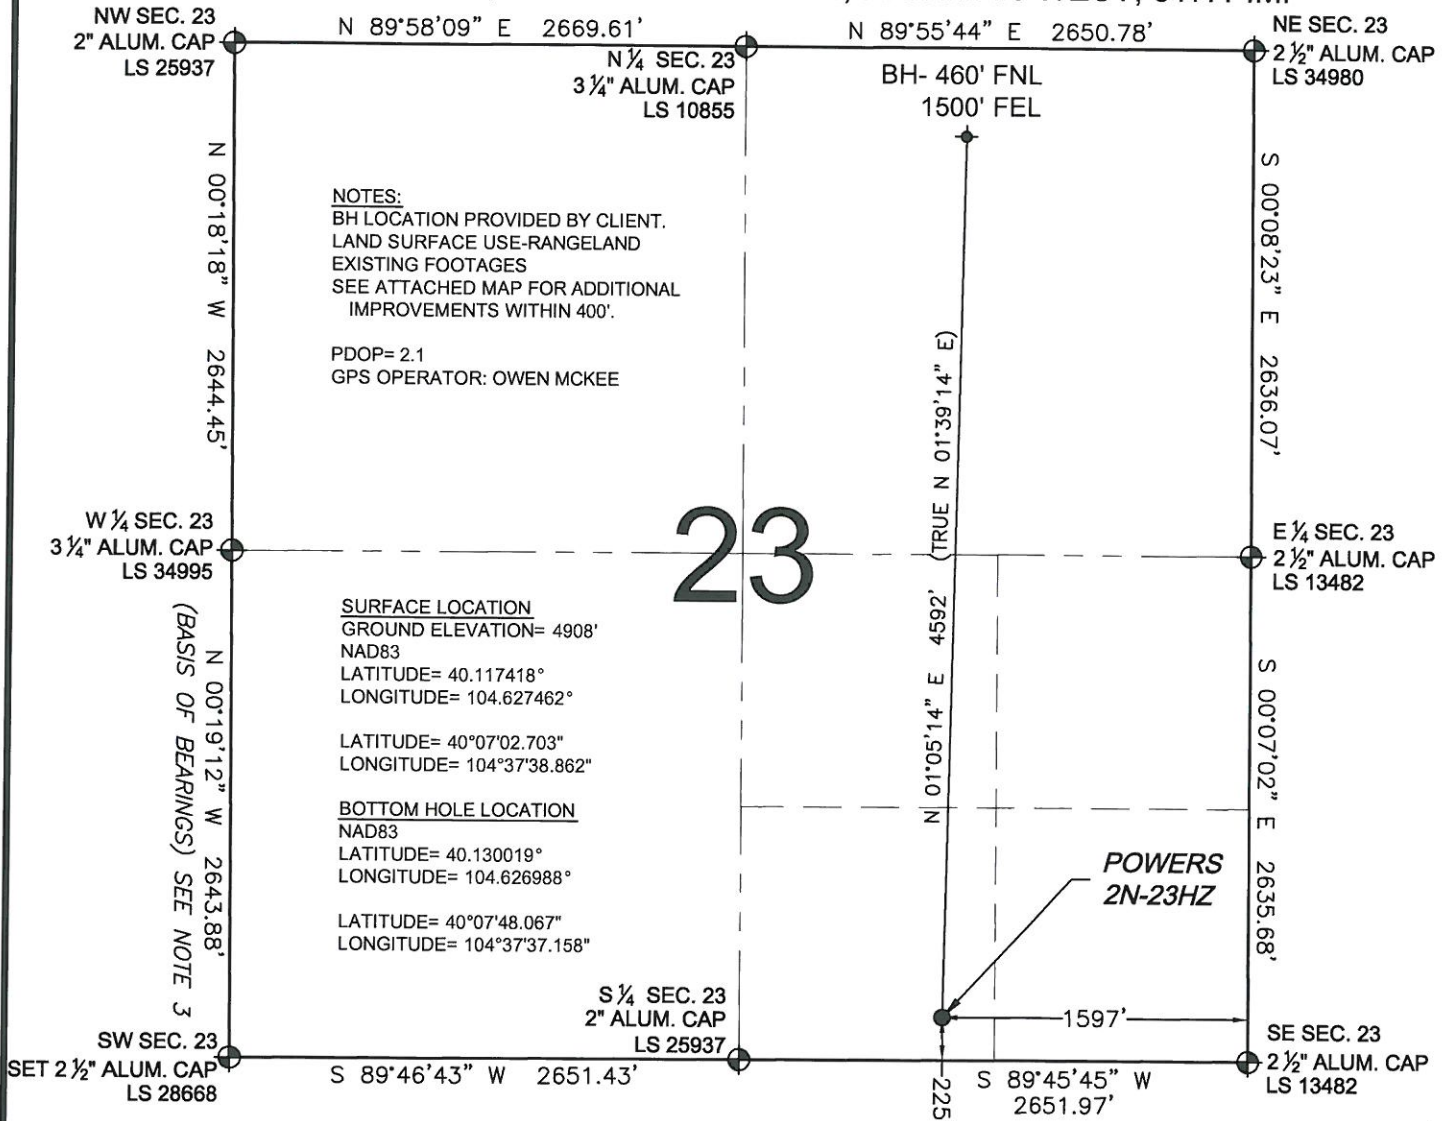 NW SEC. 23
2" ALUM. CAP
LS 25937
N 89°58'09" E 2669.61'
N ¼ SEC. 23
3 ¼" ALUM. CAP
LS 10855
N 89°55'44" E 2650.78'
NE SEC. 23
2 ½" ALUM. CAP
LS 34980
BH- 460' FNL
1500' FEL
N 00°18'18" W 2644.45'
NOTES:
BH LOCATION PROVIDED BY CLIENT.
LAND SURFACE USE-RANGELAND
EXISTING FOOTAGES
SEE ATTACHED MAP FOR ADDITIONAL
IMPROVEMENTS WITHIN 400'.
PDOP= 2.1
GPS OPERATOR: OWEN MCKEE
S 00°08'23" E 2636.07'
N 01°05'14" E 4592' (TRUE N 01°39'14" E)
W ¼ SEC. 23
3 ¼" ALUM. CAP
LS 34995
23
E ¼ SEC. 23
2 ½" ALUM. CAP
LS 13482
N 00°19'12" W 2643.88'
(BASIS OF BEARINGS) SEE NOTE 3
SURFACE LOCATION
GROUND ELEVATION= 4908'
NAD83
LATITUDE= 40.117418°
LONGITUDE= 104.627462°
LATITUDE= 40°07'02.703"
LONGITUDE= 104°37'38.862"
BOTTOM HOLE LOCATION
NAD83
LATITUDE= 40.130019°
LONGITUDE= 104.626988°
LATITUDE= 40°07'48.067"
LONGITUDE= 104°37'37.158"
S 00°07'02" E 2635.68'
POWERS
2N-23HZ
1597'
225
S ¼ SEC. 23
2" ALUM. CAP
LS 25937
SW SEC. 23
SET 2 ½" ALUM. CAP
LS 28668
S 89°46'43" W 2651.43'
S 89°45'45" W
2651.97'
SE SEC. 23
2 ½" ALUM. CAP
LS 13482